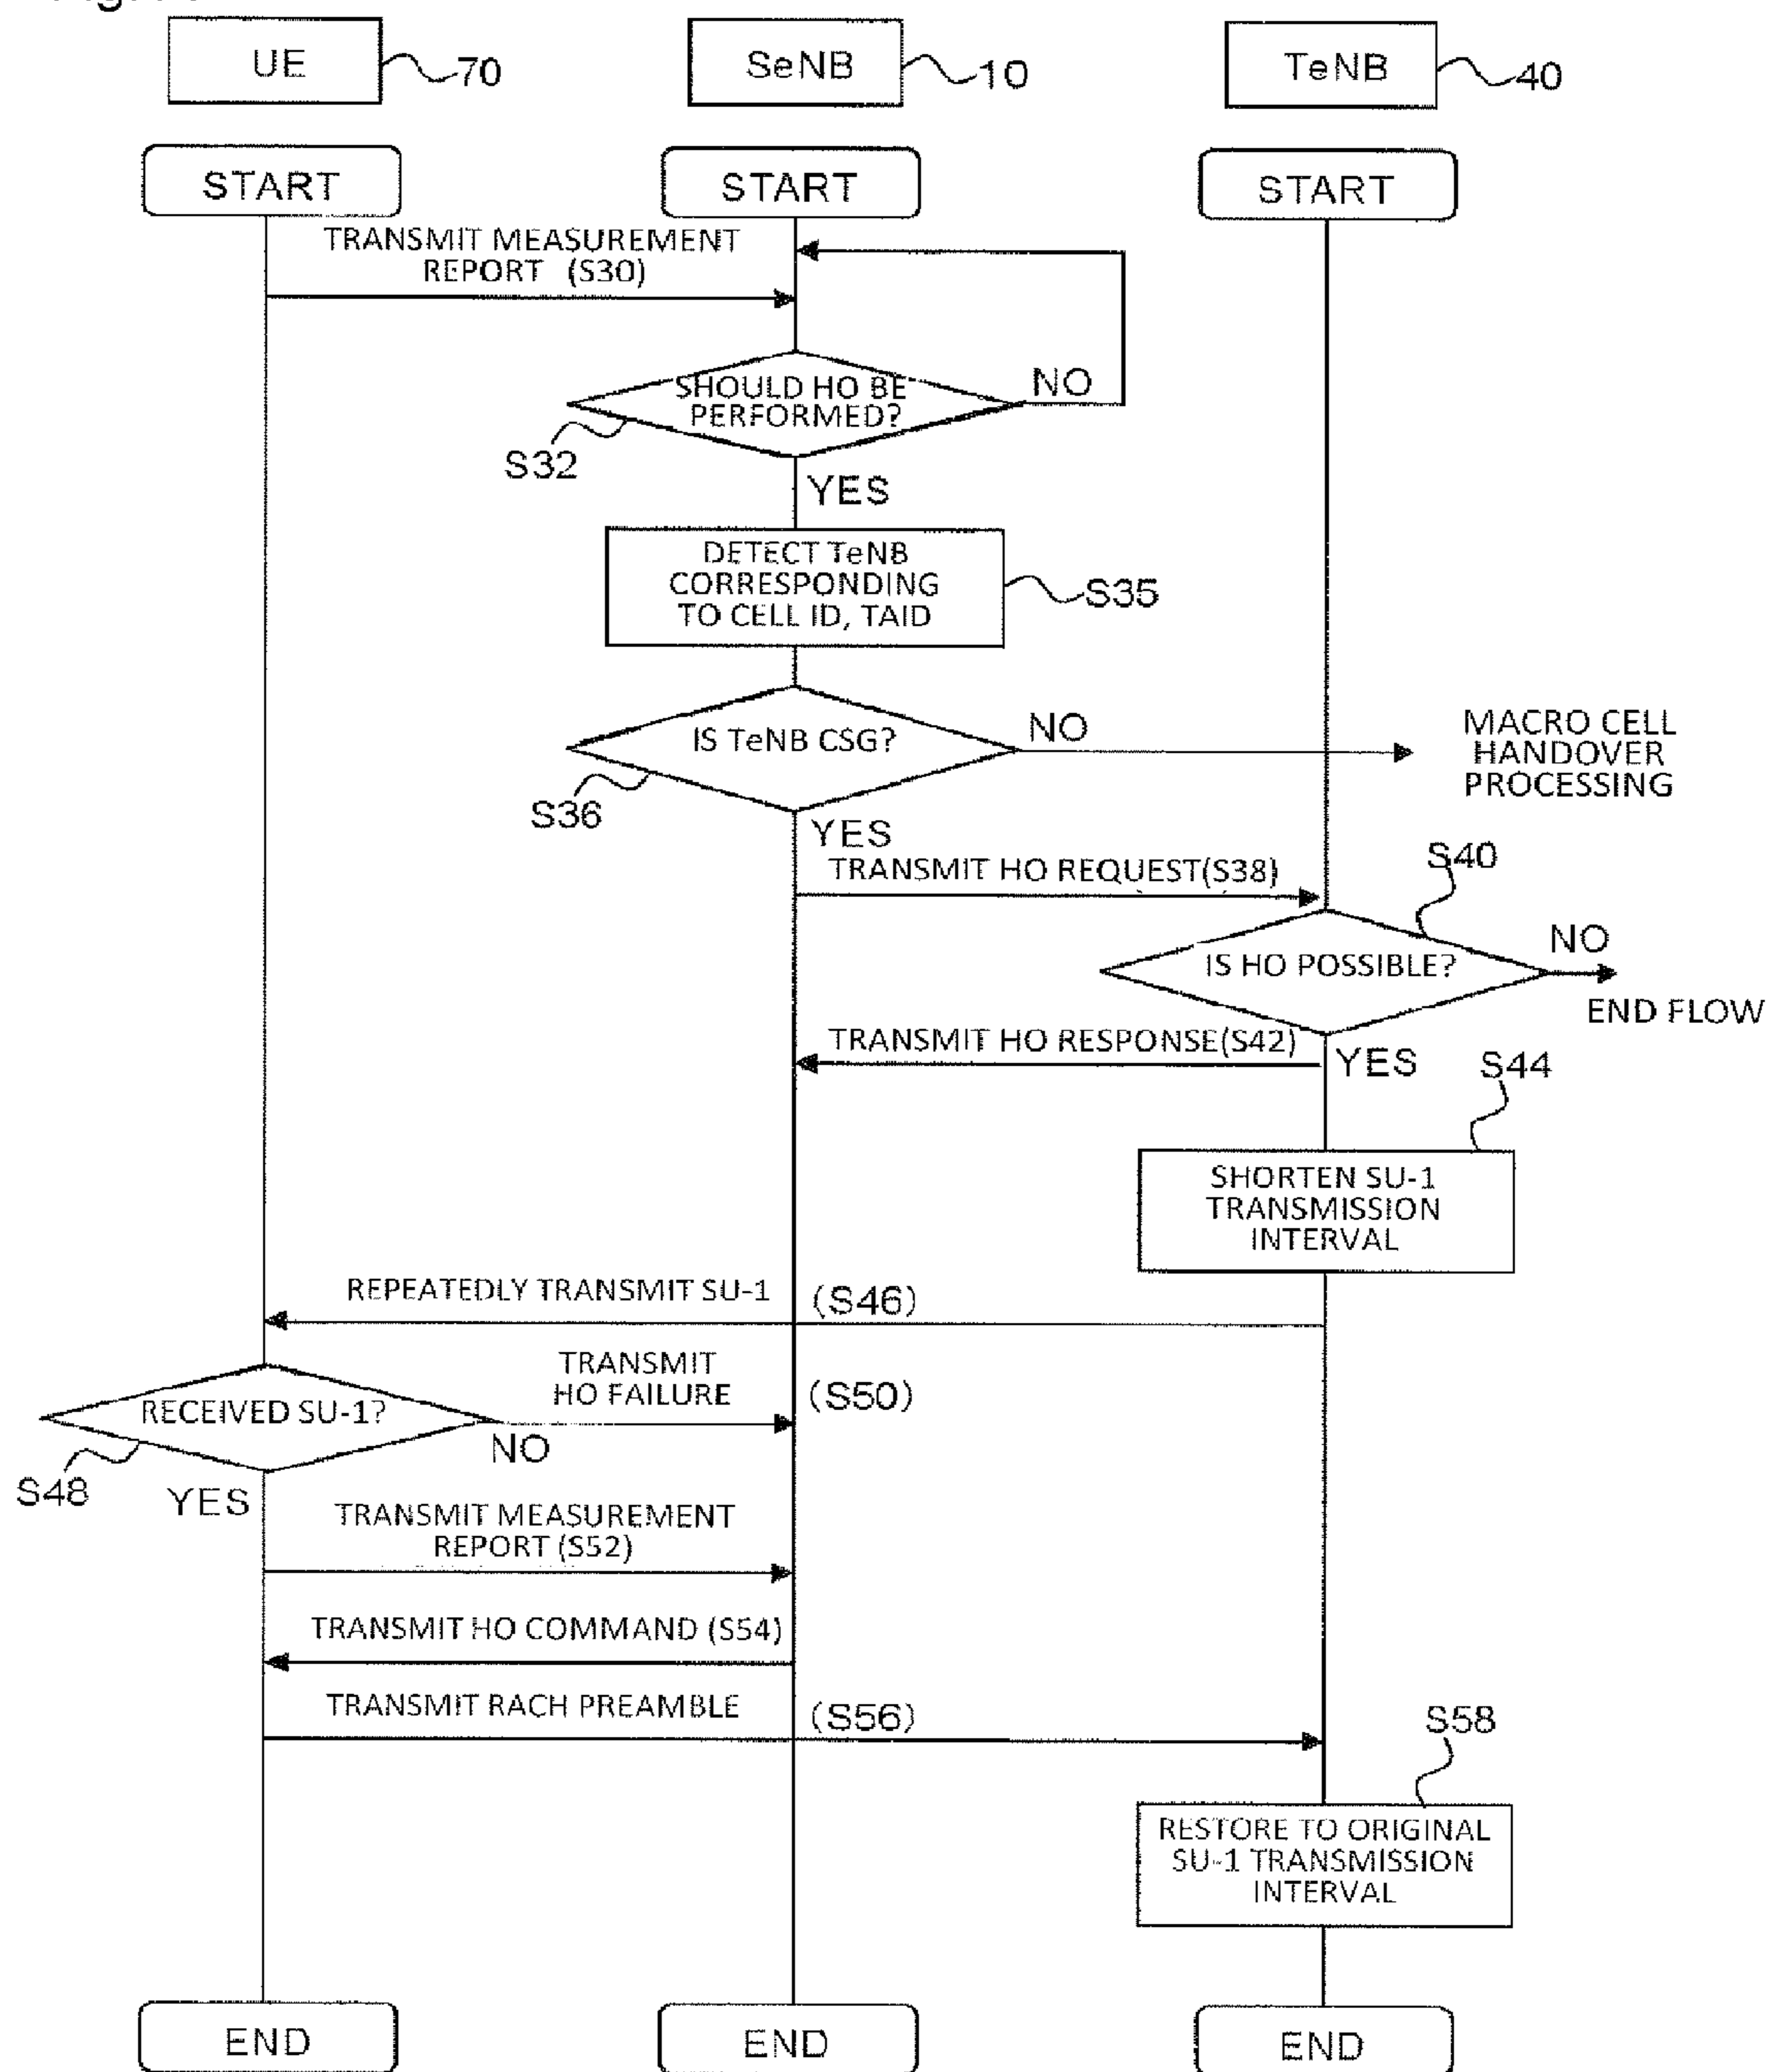 UE
70
SeNB
10
TeNB
40
START
START
START
TRANSMIT MEASUREMENT
REPORT (S30)
SHOULD HO BE
PERFORMED?
NO
S32
YES
DETECT TeNB
CORRESPONDING
TO CELL ID, TAID
S35
IS TeNB CSG?
NO
MACRO CELL
HANDOVER
PROCESSING
S36
YES
TRANSMIT HO REQUEST(S38)
S40
IS HO POSSIBLE?
NO
END FLOW
TRANSMIT HO RESPONSE(S42)
YES
S44
SHORTEN SU-1
TRANSMISSION
INTERVAL
REPEATEDLY TRANSMIT SU-1 (S46)
TRANSMIT
HO FAILURE (S50)
RECEIVED SU-1?
NO
S48
YES
TRANSMIT MEASUREMENT
REPORT (S52)
TRANSMIT HO COMMAND (S54)
TRANSMIT RACH PREAMBLE (S56)
S58
RESTORE TO ORIGINAL
SU-1 TRANSMISSION
INTERVAL
END
END
END